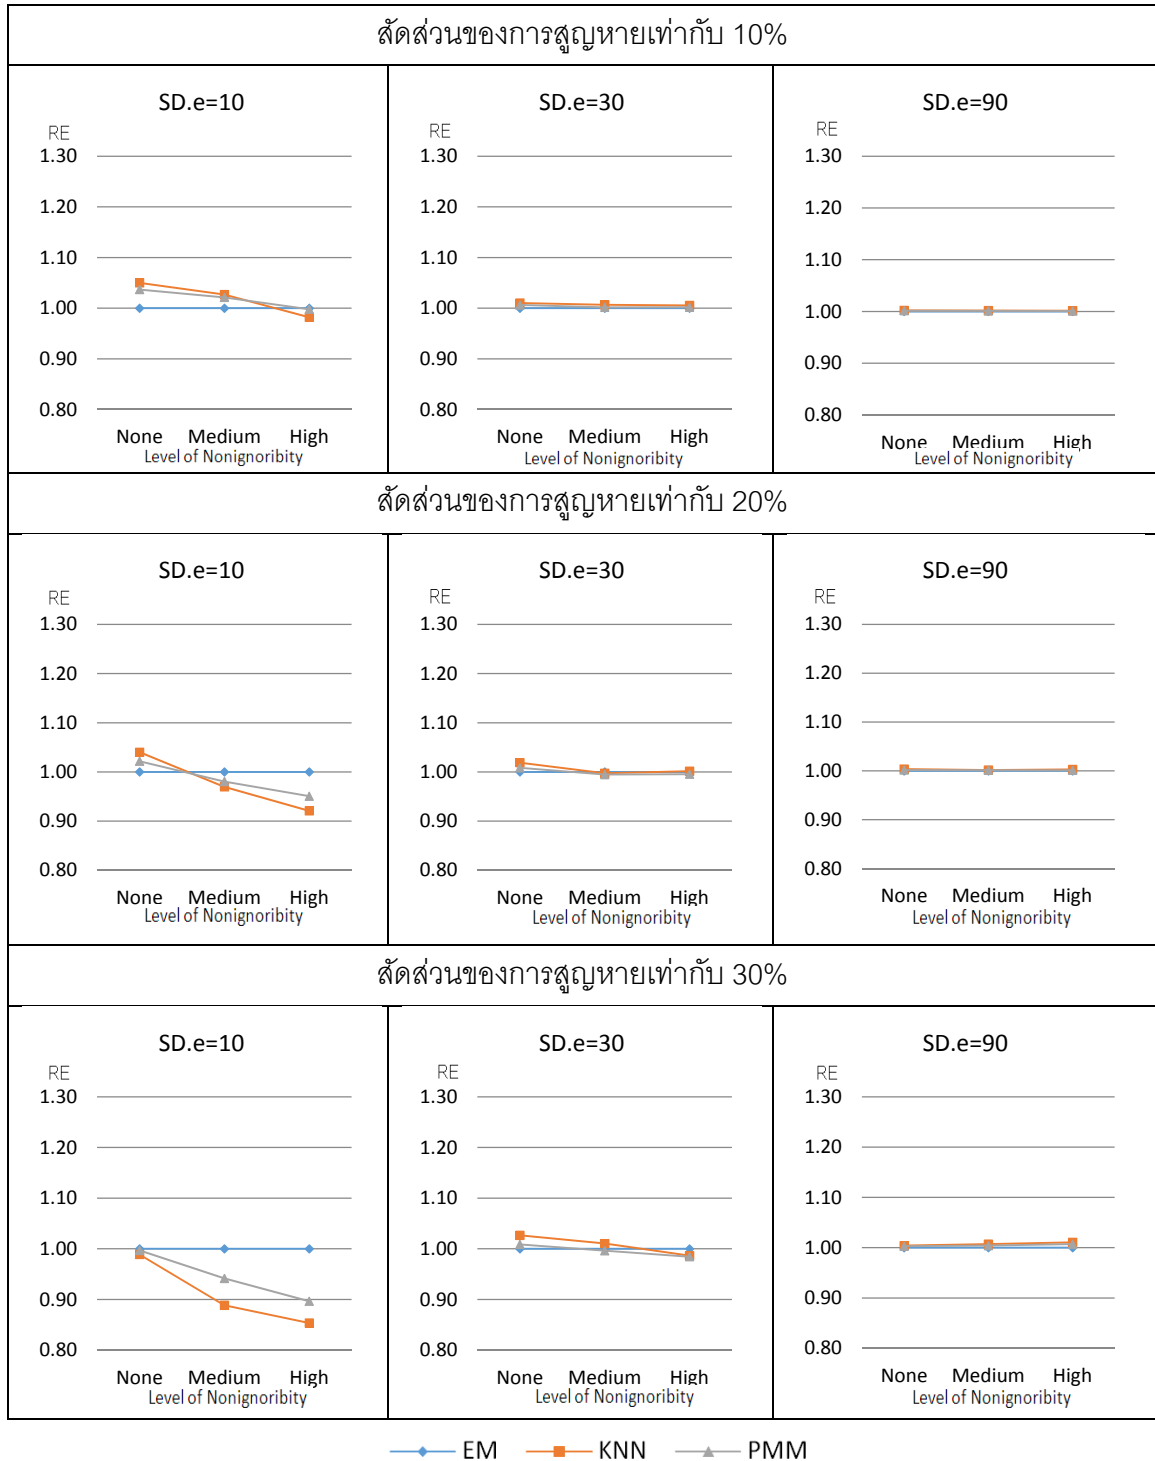 สัดส่วนของการสูญหายเท่ากับ 10%
SD.e=10
RE
1.30
1.20
1.10
1.00
0.90
0.80
None Medium High
Level of Nonignoribity
SD.e=30
RE
1.30
1.20
1.10
1.00
0.90
0.80
None Medium High
Level of Nonignoribity
SD.e=90
RE
1.30
1.20
1.10
1.00
0.90
0.80
None Medium High
Level of Nonignoribity
สัดส่วนของการสูญหายเท่ากับ 20%
SD.e=10
RE
1.30
1.20
1.10
1.00
0.90
0.80
None Medium High
Level of Nonignoribity
SD.e=30
RE
1.30
1.20
1.10
1.00
0.90
0.80
None Medium High
Level of Nonignoribity
SD.e=90
RE
1.30
1.20
1.10
1.00
0.90
0.80
None Medium High
Level of Nonignoribity
สัดส่วนของการสูญหายเท่ากับ 30%
SD.e=10
RE
1.30
1.20
1.10
1.00
0.90
0.80
None Medium High
Level of Nonignoribity
SD.e=30
RE
1.30
1.20
1.10
1.00
0.90
0.80
None Medium High
Level of Nonignoribity
SD.e=90
RE
1.30
1.20
1.10
1.00
0.90
0.80
None Medium High
Level of Nonignoribity
EM KNN PMM